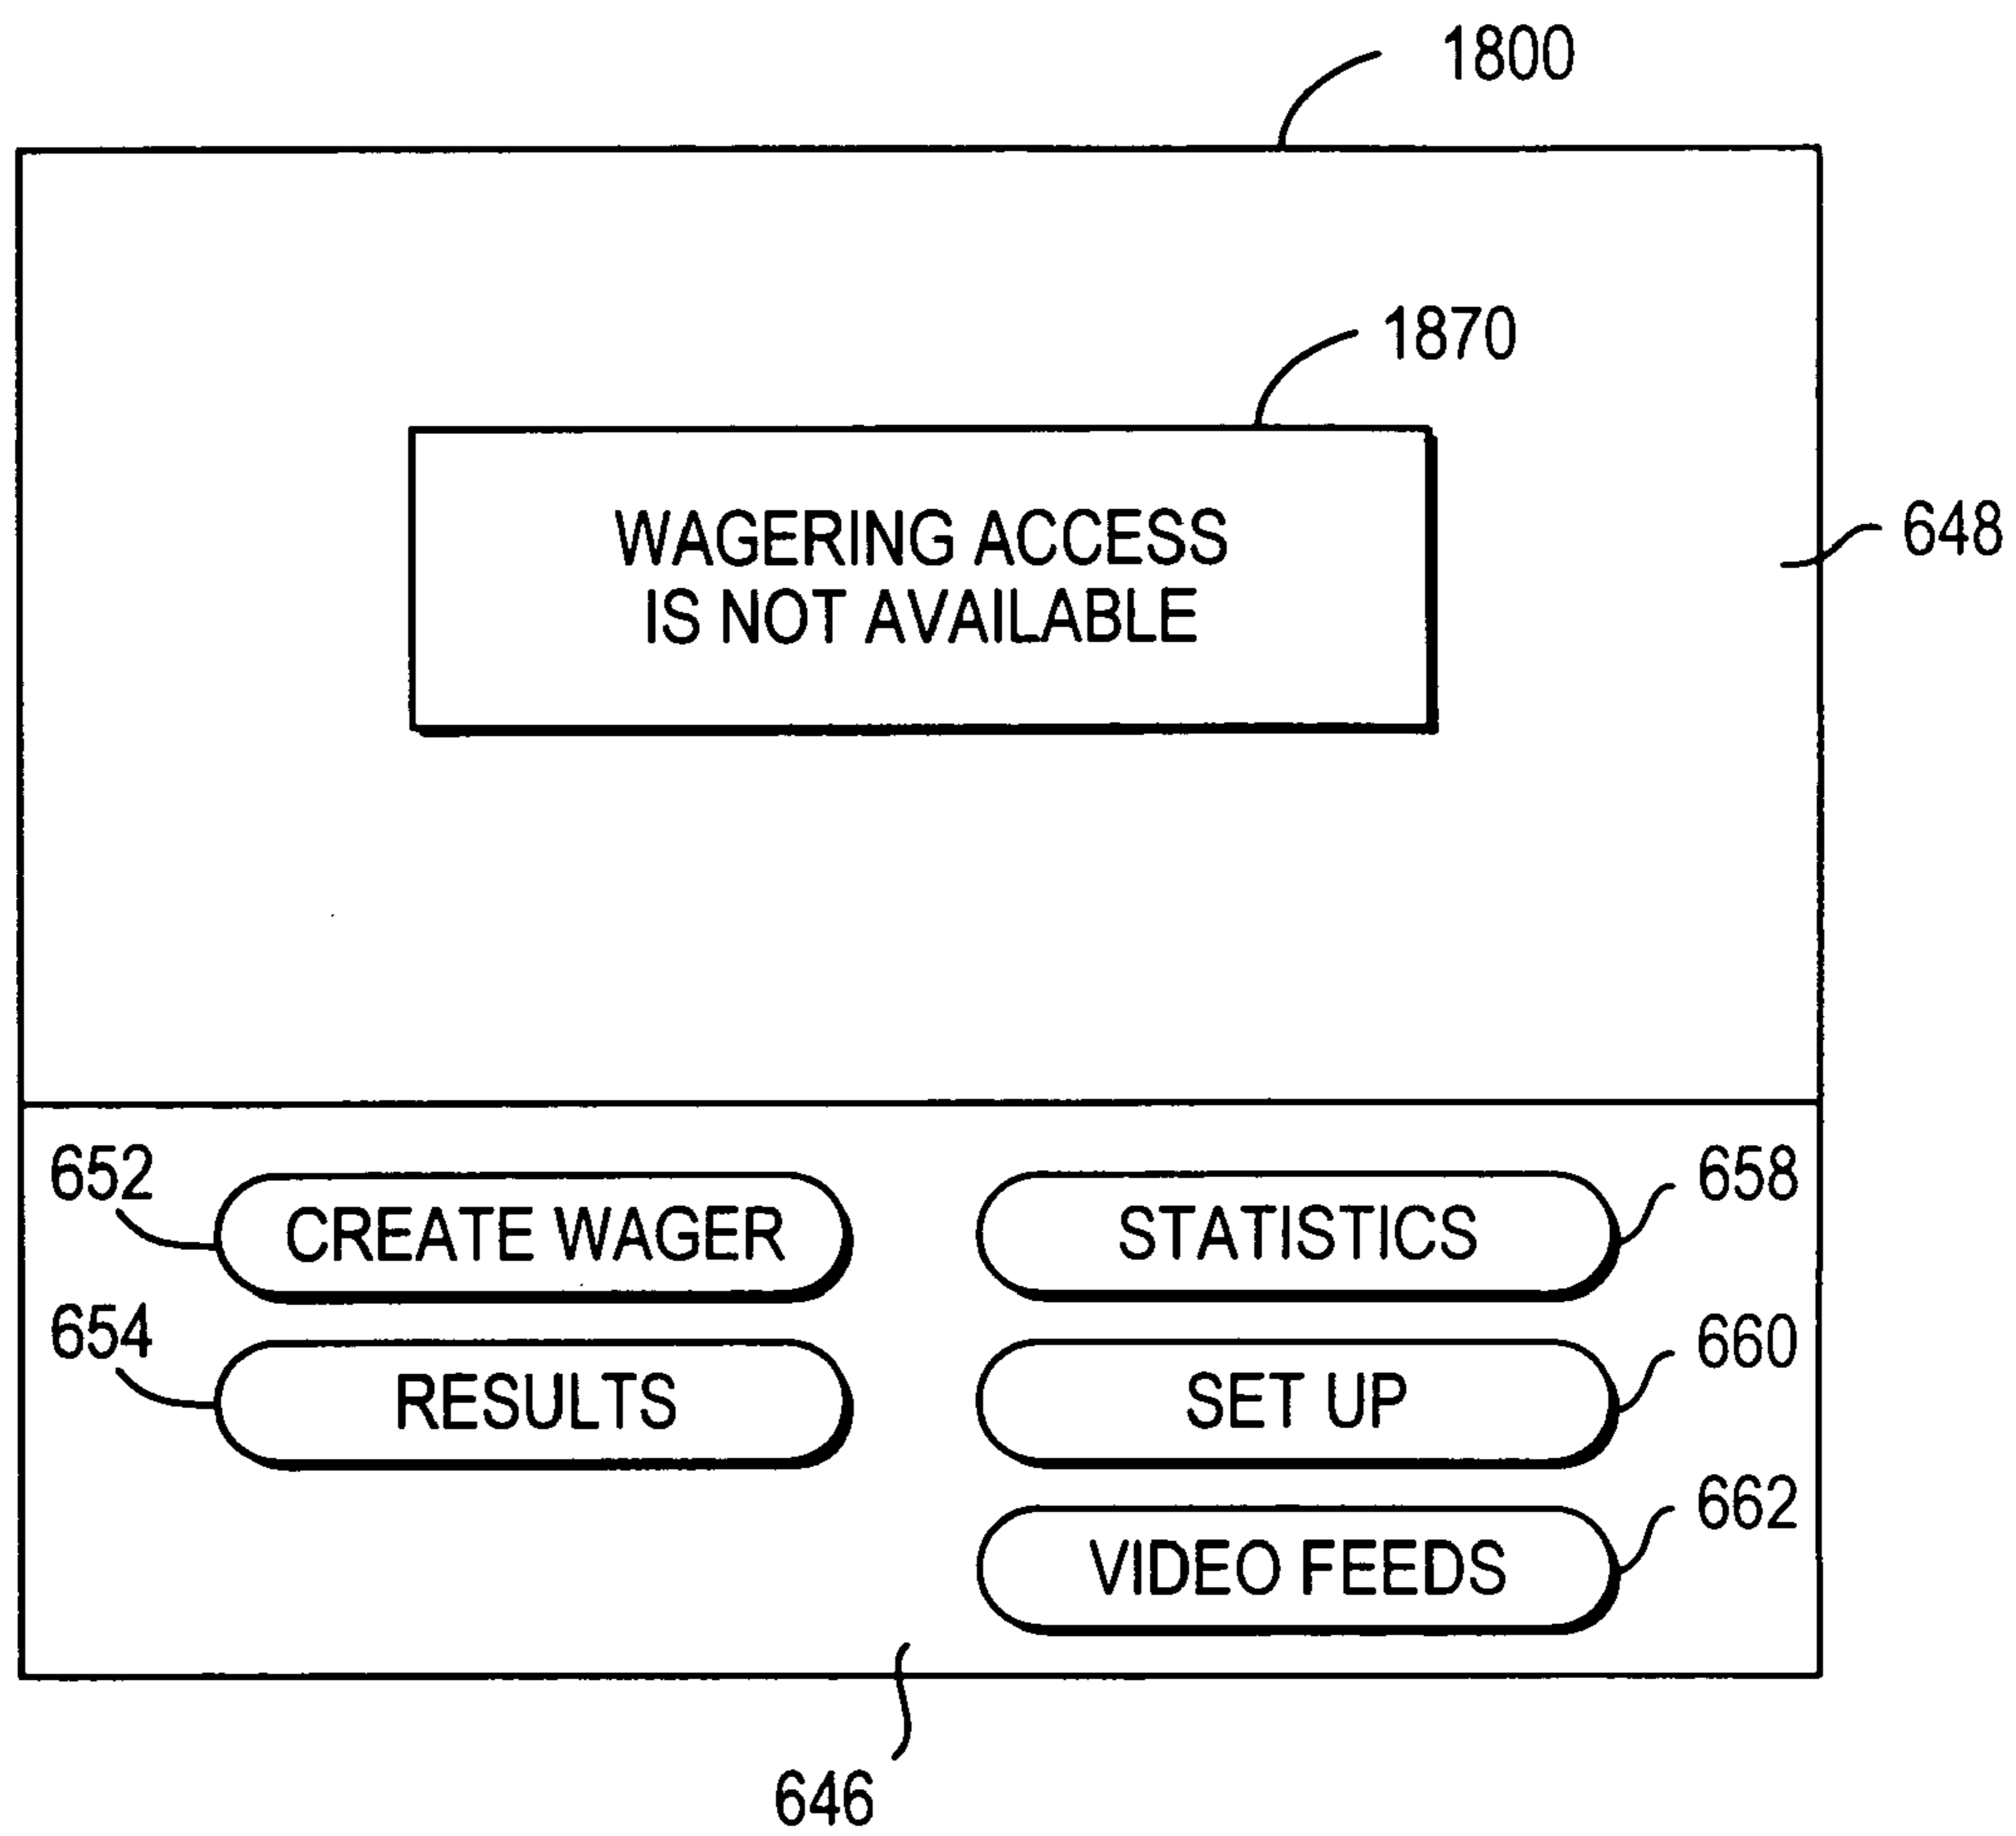 1800
1870
WAGERING ACCESS
IS NOT AVAILABLE
648
652
CREATE WAGER
STATISTICS
658
654
RESULTS
SET UP
660
VIDEO FEEDS
662
646